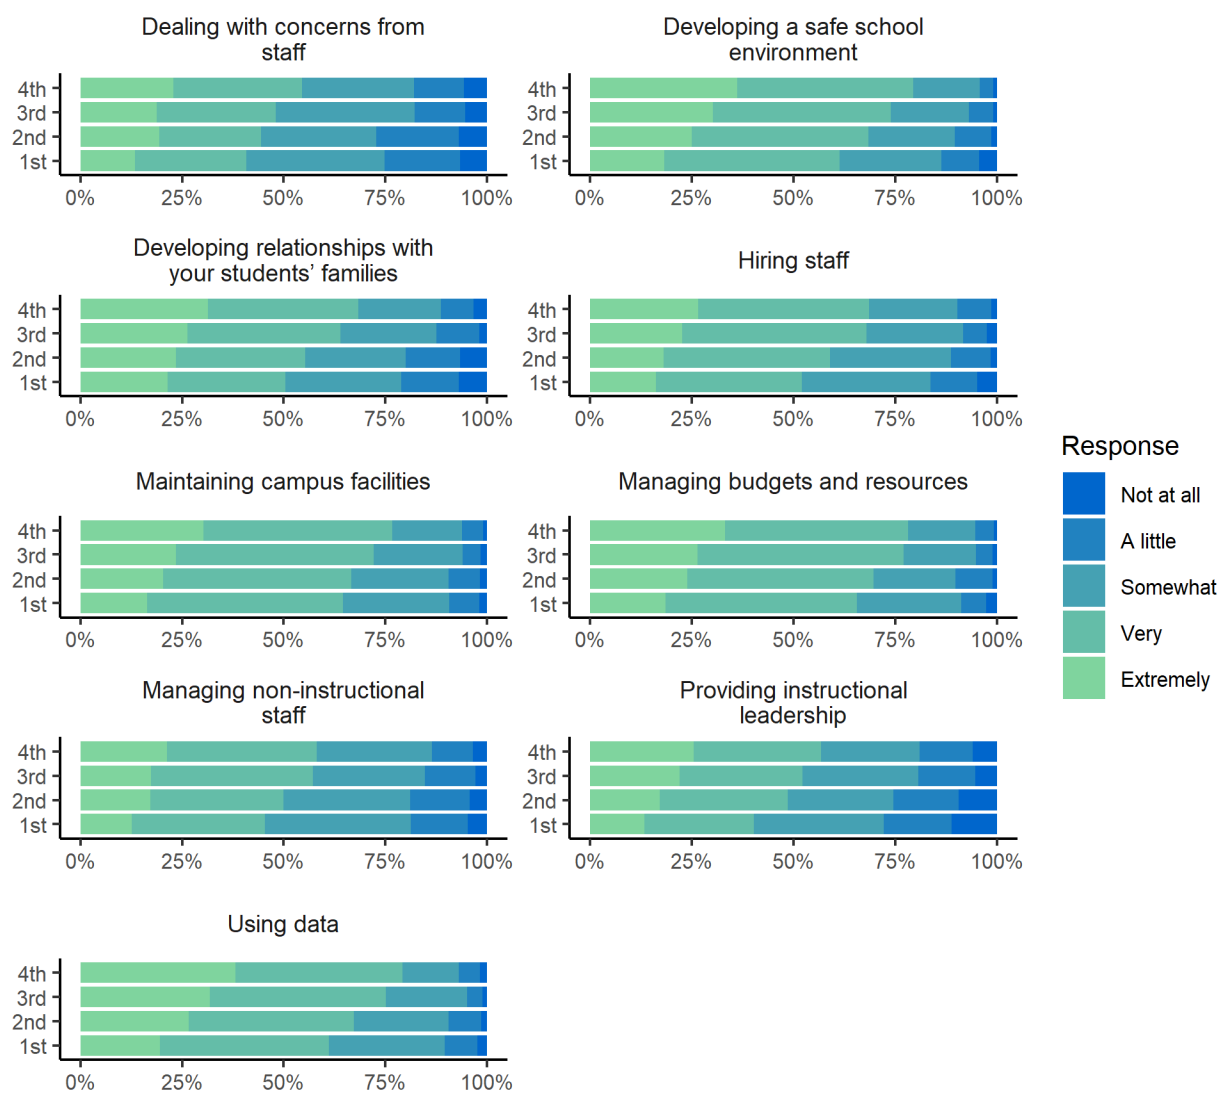 Dealing with concerns from
staff
4th
3rd
2nd
1st
0%
25%
50%
75%
100%
Developing a safe school
environment
4th
3rd
2nd
1st
0%
25%
50%
75%
100%
Developing relationships with
your students’ families
4th
3rd
2nd
1st
0%
25%
50%
75%
100%
Hiring staff
4th
3rd
2nd
1st
0%
25%
50%
75%
100%
Maintaining campus facilities
4th
3rd
2nd
1st
0%
25%
50%
75%
100%
Managing budgets and resources
4th
3rd
2nd
1st
0%
25%
50%
75%
100%
Managing non-instructional
staff
4th
3rd
2nd
1st
0%
25%
50%
75%
100%
Providing instructional
leadership
4th
3rd
2nd
1st
0%
25%
50%
75%
100%
Using data
4th
3rd
2nd
1st
0%
25%
50%
75%
100%
Response
Not at all
A little
Somewhat
Very
Extremely